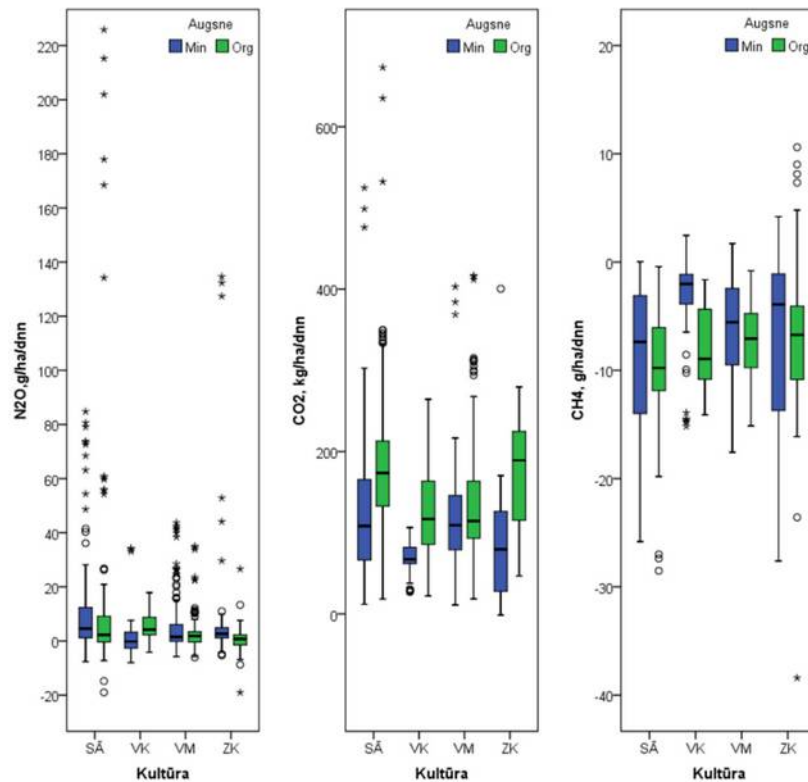 Augsne
Min Org
N2O,g/ha/dnn
220
200
180
160
140
120
100
80
60
40
20
0
-20
SĀ VK VM ZK
Kultūra
Augsne
Min Org
CO2, kg/ha/dnn
600
400
200
0
SĀ VK VM ZK
Kultūra
Augsne
Min Org
CH4, g/ha/dnn
20
10
0
-10
-20
-30
-40
SĀ VK VM ZK
Kultūra